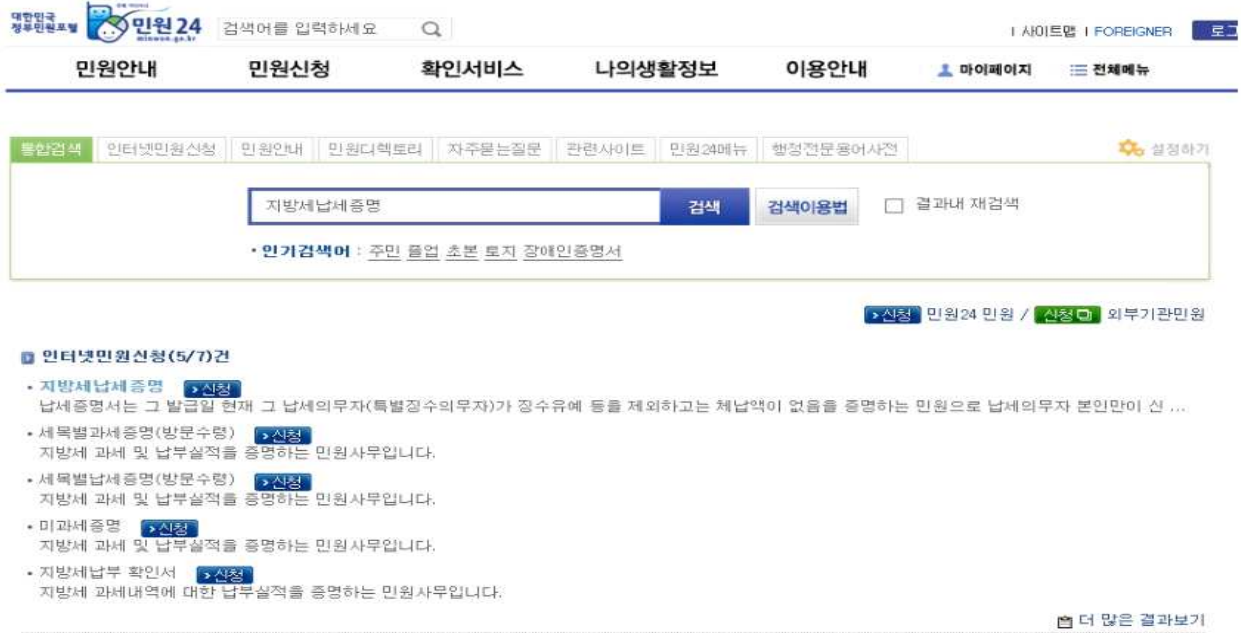 대한민국
정부민원포털
민원24
minwon.go.kr
검색어를 입력하세요
사이트맵 FOREIGNER 로그
민원안내 민원신청 확인서비스 나의생활정보 이용안내 마이페이지 전체메뉴
통합검색 인터넷민원신청 민원안내 민원디렉토리 자주묻는질문 관련사이트 민원24메뉴 행정전문용어사전 설정하기
지방세납세증명 검색 검색이용법 결과내 재검색
• 인기검색어 : 주민 졸업 초본 토지 장애인증명서
신청 민원24 민원 / 신청 외부기관민원
인터넷민원신청(5/7)건
• 지방세납세증명 신청
납세증명서는 그 발급일 현재 그 납세의무자(특별징수의무자)가 징수유예 등을 제외하고는 체납액이 없음을 증명하는 민원으로 납세의무자 본인만이 신 ...
• 세목별과세증명(방문수령) 신청
지방세 과세 및 납부실적을 증명하는 민원사무입니다.
• 세목별납세증명(방문수령) 신청
지방세 과세 및 납부실적을 증명하는 민원사무입니다.
• 미과세증명 신청
지방세 과세 및 납부실적을 증명하는 민원사무입니다.
• 지방세납부 확인서 신청
지방세 과세내역에 대한 납부실적을 증명하는 민원사무입니다.
더 많은 결과보기